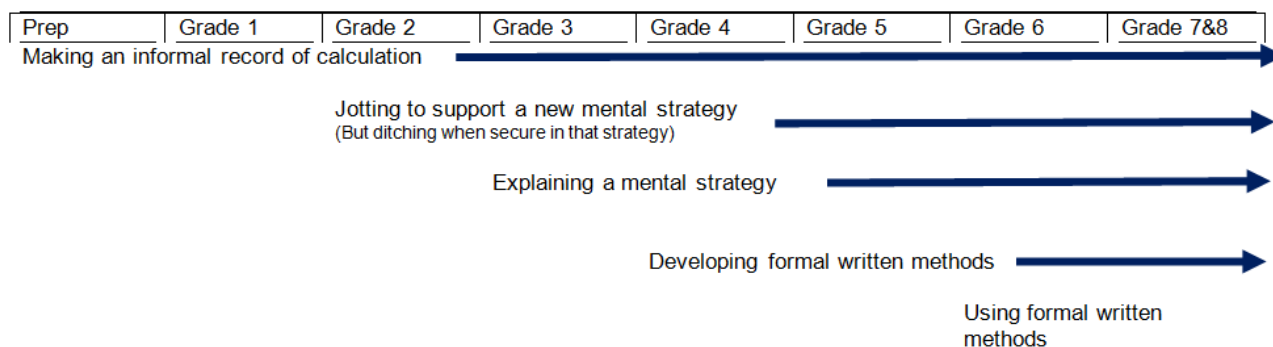 Prep Grade 1 Grade 2 Grade 3 Grade 4 Grade 5 Grade 6 Grade 7&8
Making an informal record of calculation
Jotting to support a new mental strategy
(But ditching when secure in that strategy)
Explaining a mental strategy
Developing formal written methods
Using formal written
methods